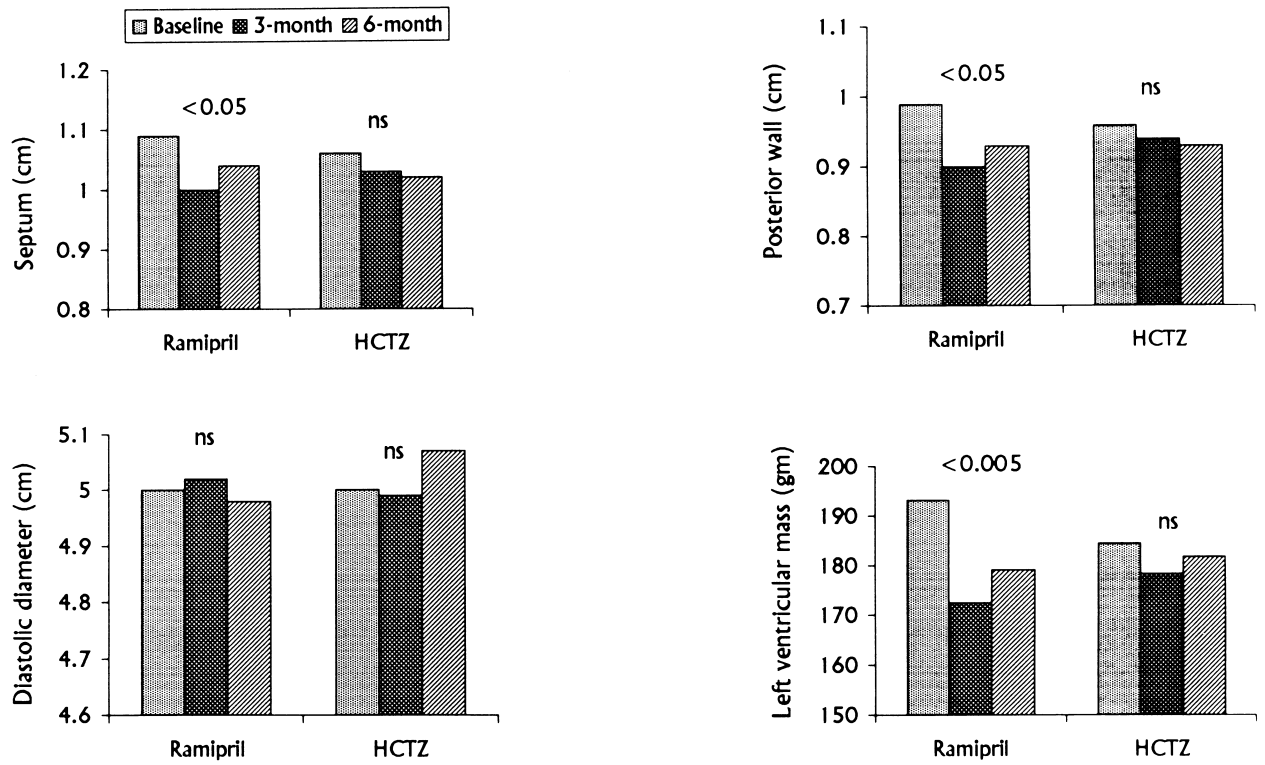 Baseline 3-month 6-month
Septum (cm)
1.2
1.1
1
0.9
0.8
<0.05
ns
Ramipril
HCTZ
Posterior wall (cm)
1.1
1
0.9
0.8
0.7
<0.05
ns
Ramipril
HCTZ
Diastolic diameter (cm)
5.1
5
4.9
4.8
4.7
4.6
ns
ns
Ramipril
HCTZ
Left ventricular mass (gm)
200
190
180
170
160
150
<0.005
ns
Ramipril
HCTZ